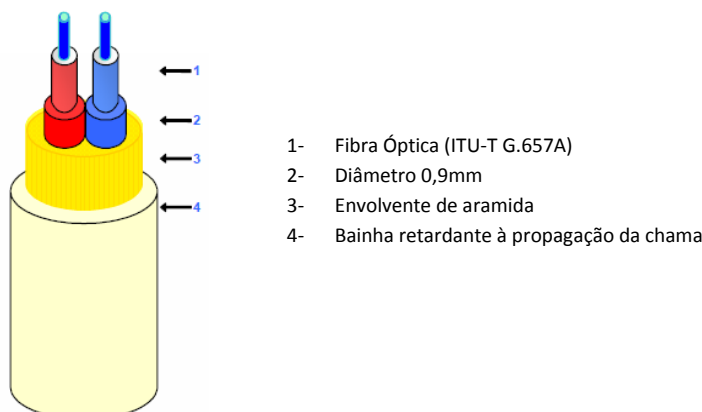 1
2
3
4
1- Fibra Óptica (ITU-T G.657A)
2- Diâmetro 0,9mm
3- Envolvente de aramida
4- Bainha retardante à propagação da chama